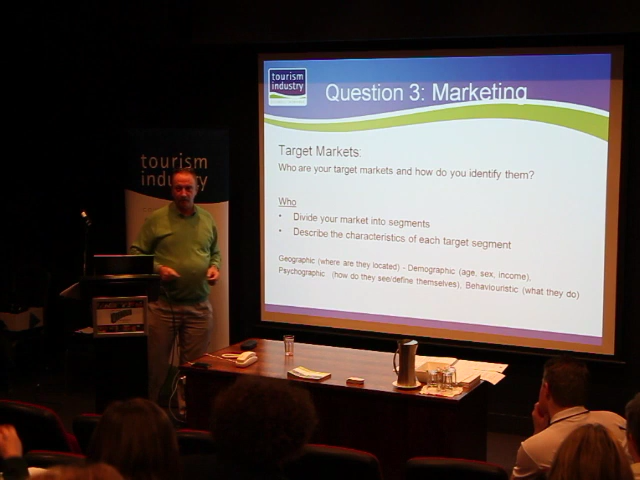 tourism
industry
Question 3: Marketing
Target Markets:
Who are your target markets and how do you identify them?
Who
• Divide your market into segments
• Describe the characteristics of each target segment
Geographic (where are they located) - Demographic (age, sex, income),
Psychographic (how do they see/define themselves), Behaviouristic (what they do)
tourism
industry